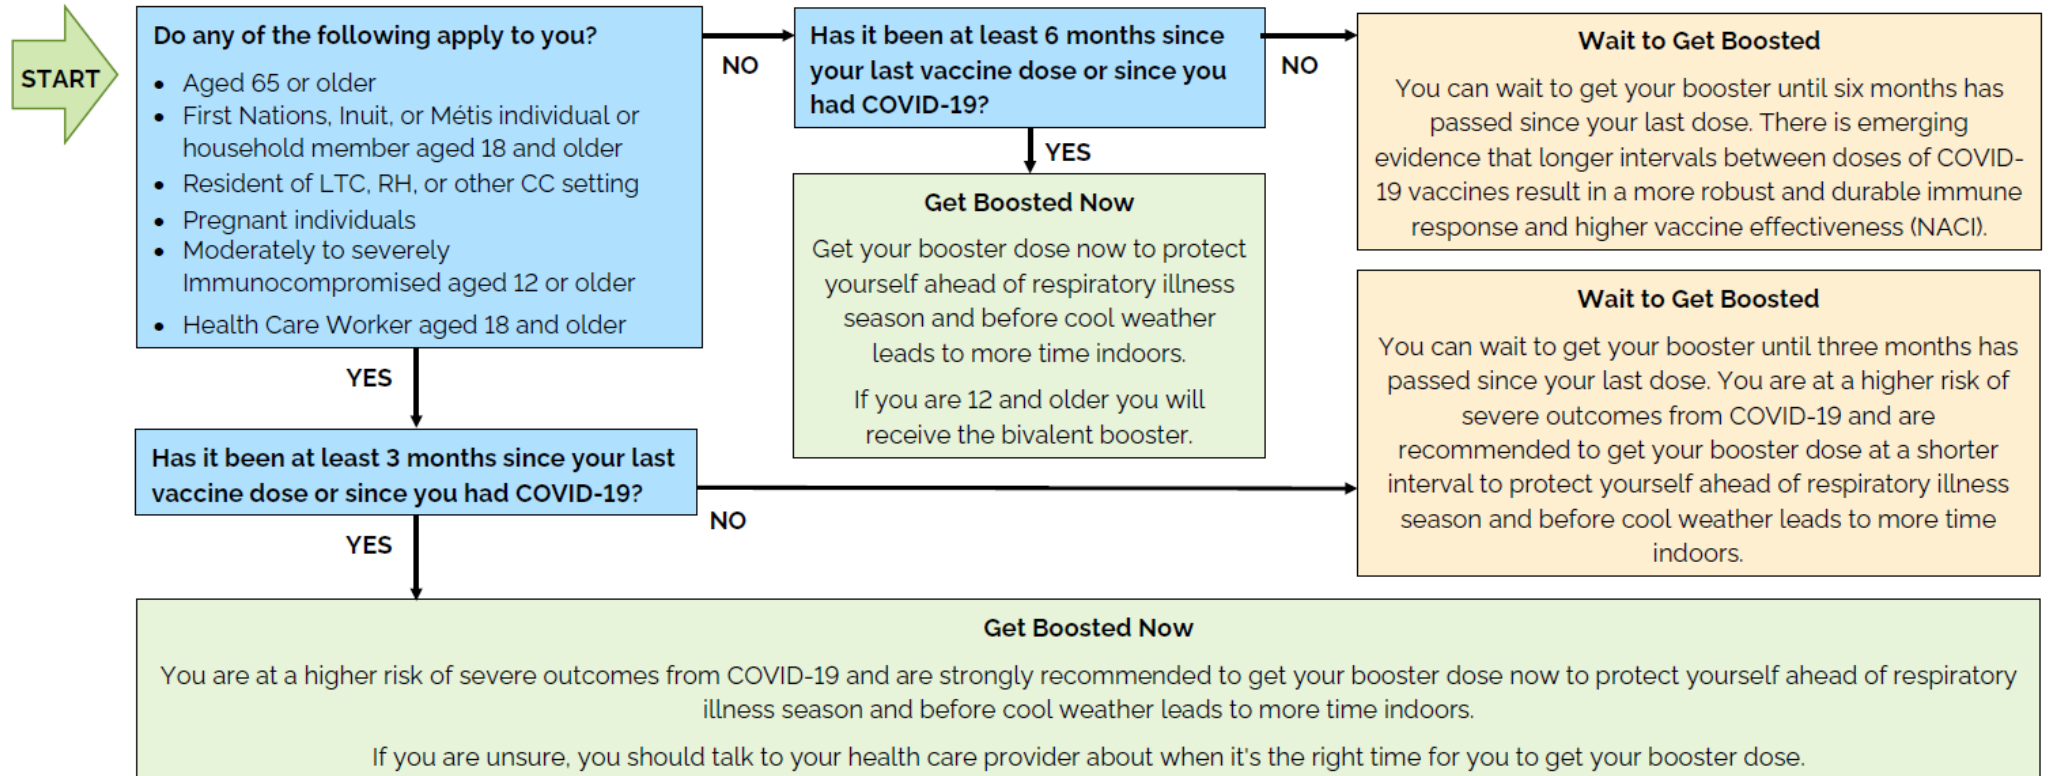 START
Do any of the following apply to you?
• Aged 65 or older
• First Nations, Inuit, or Métis individual or
household member aged 18 and older
• Resident of LTC, RH, or other CC setting
• Pregnant individuals
• Moderately to severely
Immunocompromised aged 12 or older
• Health Care Worker aged 18 and older
NO
Has it been at least 6 months since
your last vaccine dose or since you
had COVID-19?
NO
Wait to Get Boosted
You can wait to get your booster until six months has
passed since your last dose. There is emerging
evidence that longer intervals between doses of COVID-
19 vaccines result in a more robust and durable immune
response and higher vaccine effectiveness (NACI).
YES
Get Boosted Now
Get your booster dose now to protect
yourself ahead of respiratory illness
season and before cool weather
leads to more time indoors.
If you are 12 and older you will
receive the bivalent booster.
YES
Has it been at least 3 months since your last
vaccine dose or since you had COVID-19?
NO
Wait to Get Boosted
You can wait to get your booster until three months has
passed since your last dose. You are at a higher risk of
severe outcomes from COVID-19 and are
recommended to get your booster dose at a shorter
interval to protect yourself ahead of respiratory illness
season and before cool weather leads to more time
indoors.
YES
Get Boosted Now
You are at a higher risk of severe outcomes from COVID-19 and are strongly recommended to get your booster dose now to protect yourself ahead of respiratory
illness season and before cool weather leads to more time indoors.
If you are unsure, you should talk to your health care provider about when it's the right time for you to get your booster dose.